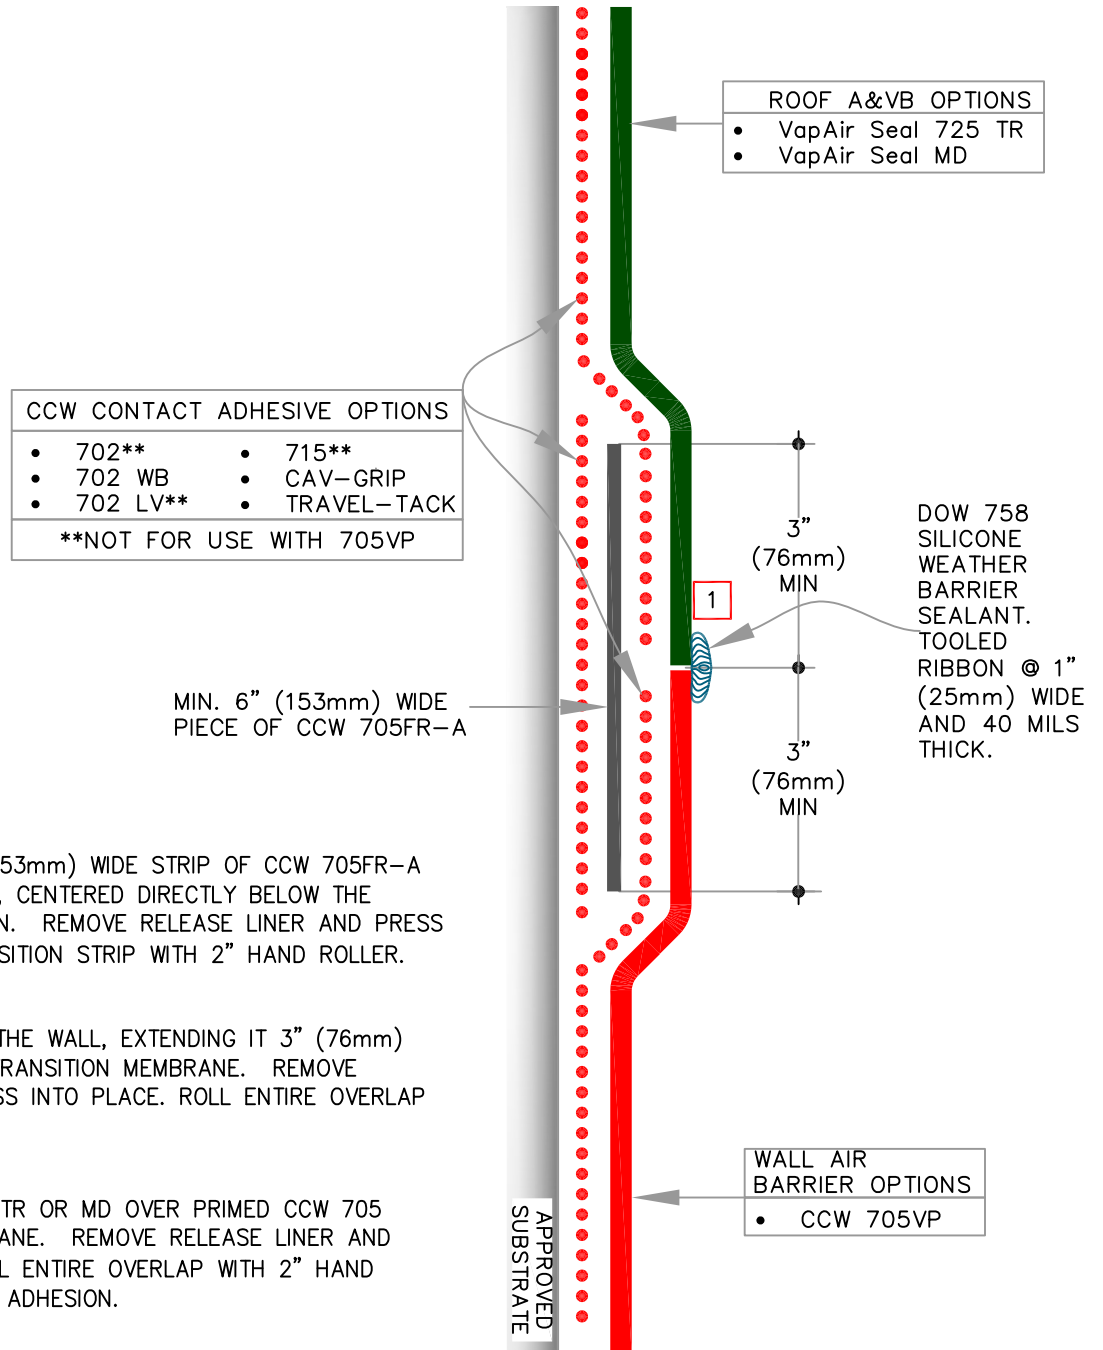 ROOF A&VB OPTIONS
• VapAir Seal 725 TR
• VapAir Seal MD
CCW CONTACT ADHESIVE OPTIONS
• 702** • 715**
• 702 WB • CAV-GRIP
• 702 LV** • TRAVEL-TACK
**NOT FOR USE WITH 705VP
3"
(76mm)
MIN
1
DOW 758
SILICONE
WEATHER
BARRIER
SEALANT.
TOOLED
RIBBON @ 1"
(25mm) WIDE
AND 40 MILS
THICK.
MIN. 6" (153mm) WIDE
PIECE OF CCW 705FR-A
3"
(76mm)
MIN
53mm) WIDE STRIP OF CCW 705FR-A
, CENTERED DIRECTLY BELOW THE
N. REMOVE RELEASE LINER AND PRESS
SITION STRIP WITH 2" HAND ROLLER.
THE WALL, EXTENDING IT 3" (76mm)
RANSITION MEMBRANE. REMOVE
SS INTO PLACE. ROLL ENTIRE OVERLAP
TR OR MD OVER PRIMED CCW 705
ANE. REMOVE RELEASE LINER AND
L ENTIRE OVERLAP WITH 2" HAND
ADHESION.
WALL AIR
BARRIER OPTIONS
• CCW 705VP
APPROVED
SUBSTRATE